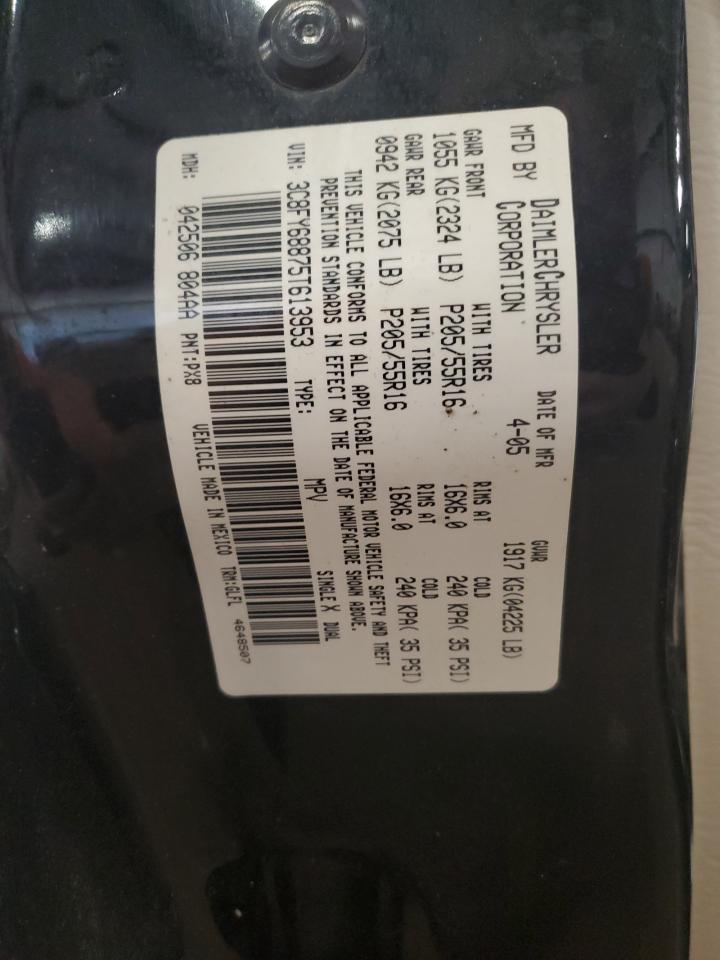 MFD BY DAIMLERCHRYSLER CORPORATION DATE OF MFR 4-05 GVWR 1917 KG(04225 LB)
GAWR FRONT WITH TIRES RIMS AT COLD
1055 KG(2324 LB) P205/55R16 16X6.0 240 KPA( 35 PSI)
GAWR REAR WITH TIRES RIMS AT COLD
0942 KG(2075 LB) P205/55R16 16X6.0 240 KPA( 35 PSI)
THIS VEHICLE CONFORMS TO ALL APPLICABLE FEDERAL MOTOR VEHICLE SAFETY AND THEFT
PREVENTION STANDARDS IN EFFECT ON THE DATE OF MANUFACTURE SHOWN ABOVE.
VIN: 3C8FY68875T613953 TYPE: MPV SINGLE X DUAL
MDH: 042506 804AA PNT:PX8 VEHICLE MADE IN MEXICO TRM:GLFL 4648507